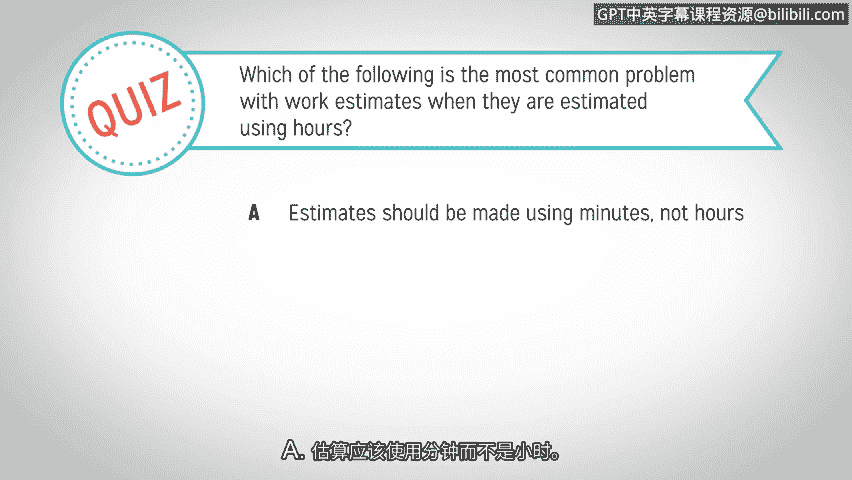 GPT中英字幕课程资源@bilibili.com
QUIZ
Which of the following is the most common problem
with work estimates when they are estimated
using hours?
A Estimates should be made using minutes, not hours
A. 估算应该使用分钟而不是小时。